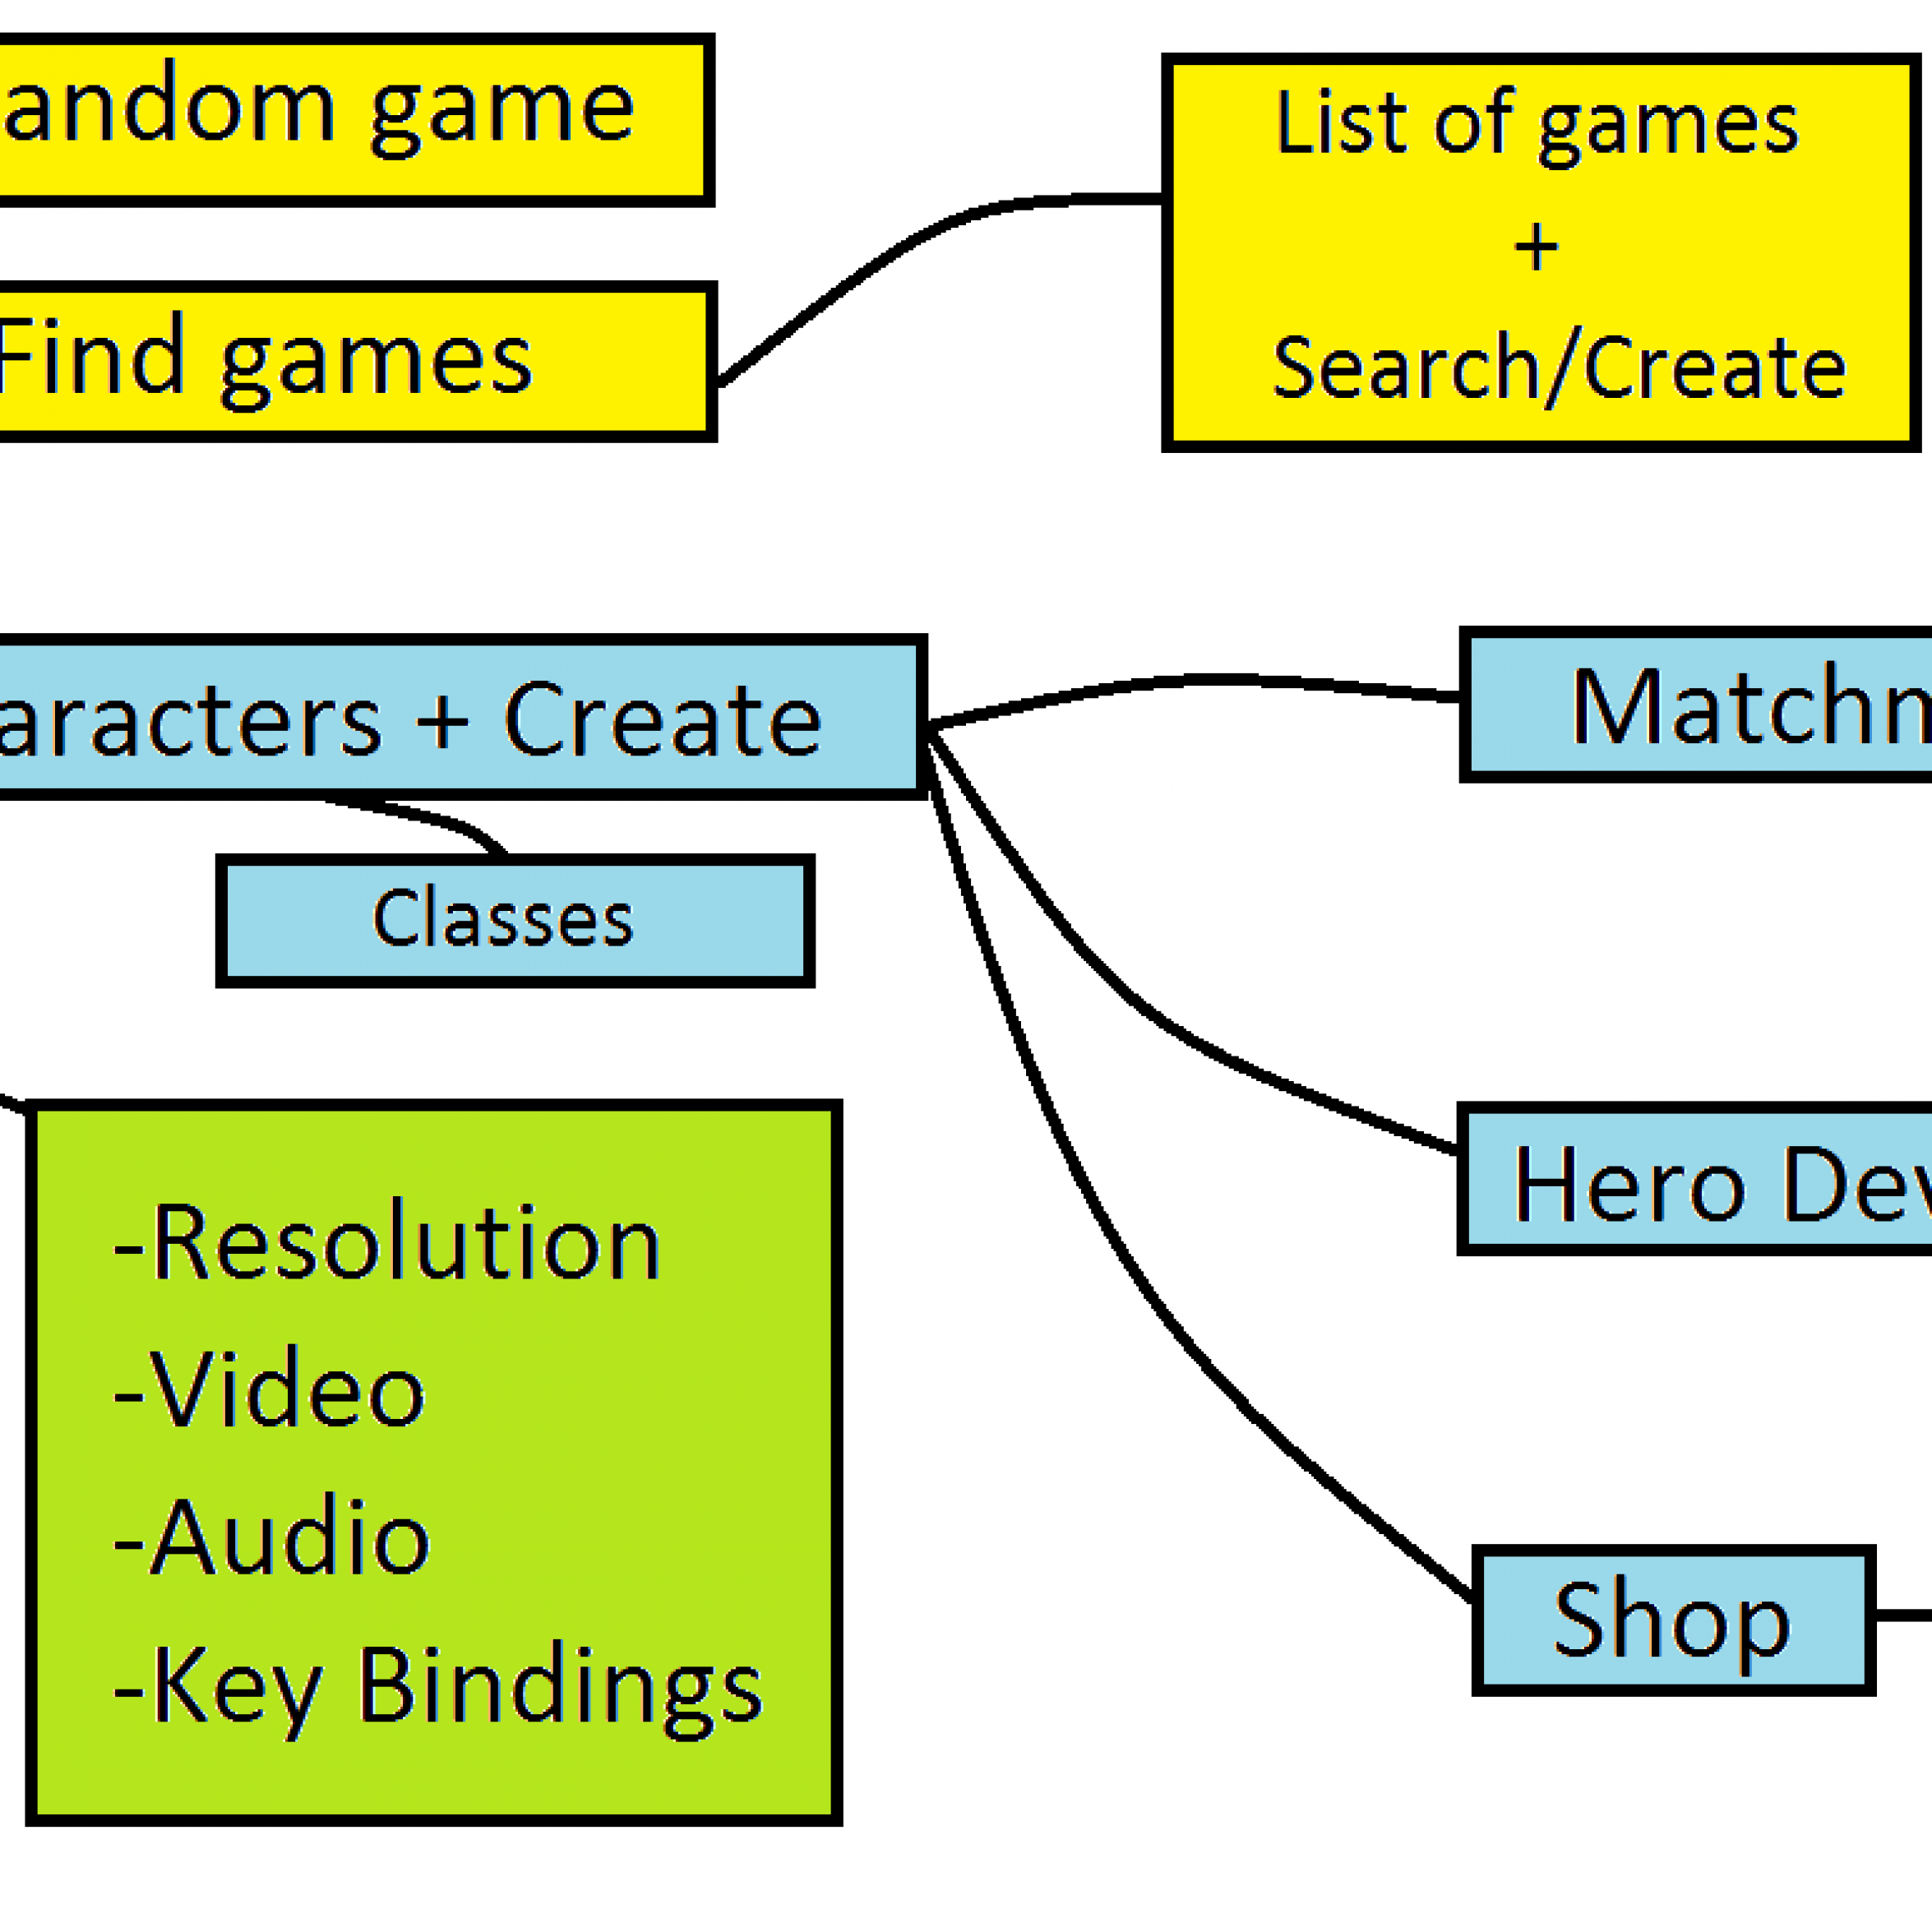 andom game
List of games
+
Search/Create
Find games
aracters + Create
Matchm
Classes
Hero Dev
-Resolution
-Video
-Audio
-Key Bindings
Shop